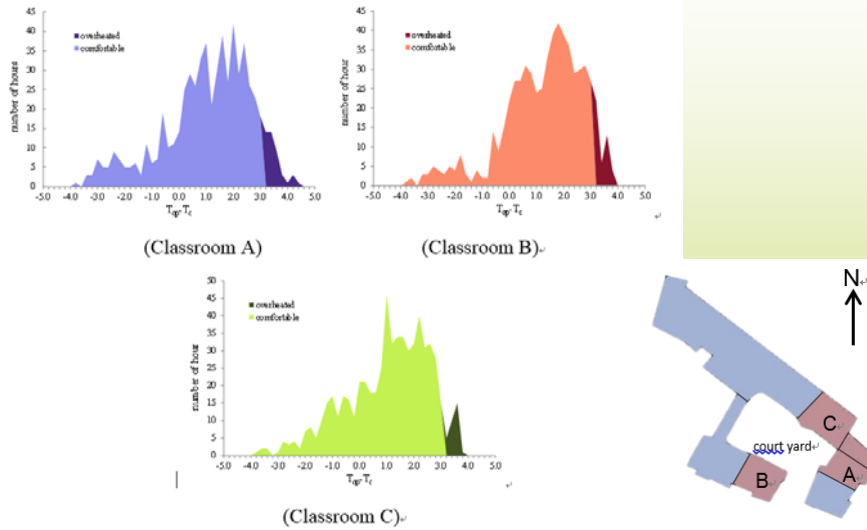 45
40
35
30
25
20
15
10
5
0
number of hours
overheated
comfortable
-5.0 -4.0 -3.0 -2.0 -1.0 0.0 1.0 2.0 3.0 4.0 5.0
Top-Tc
(Classroom A)
45
40
35
30
25
20
15
10
5
0
number of hour
overheated
comfortable
-5.0 -4.0 -3.0 -2.0 -1.0 0.0 1.0 2.0 3.0 4.0 5.0
Top-Tc
(Classroom B)
50
45
40
35
30
25
20
15
10
5
0
number of hour
overheated
comfortable
-5.0 -4.0 -3.0 -2.0 -1.0 0.0 1.0 2.0 3.0 4.0 5.0
Top-Tc
(Classroom C)
N
C
court yard
A
B